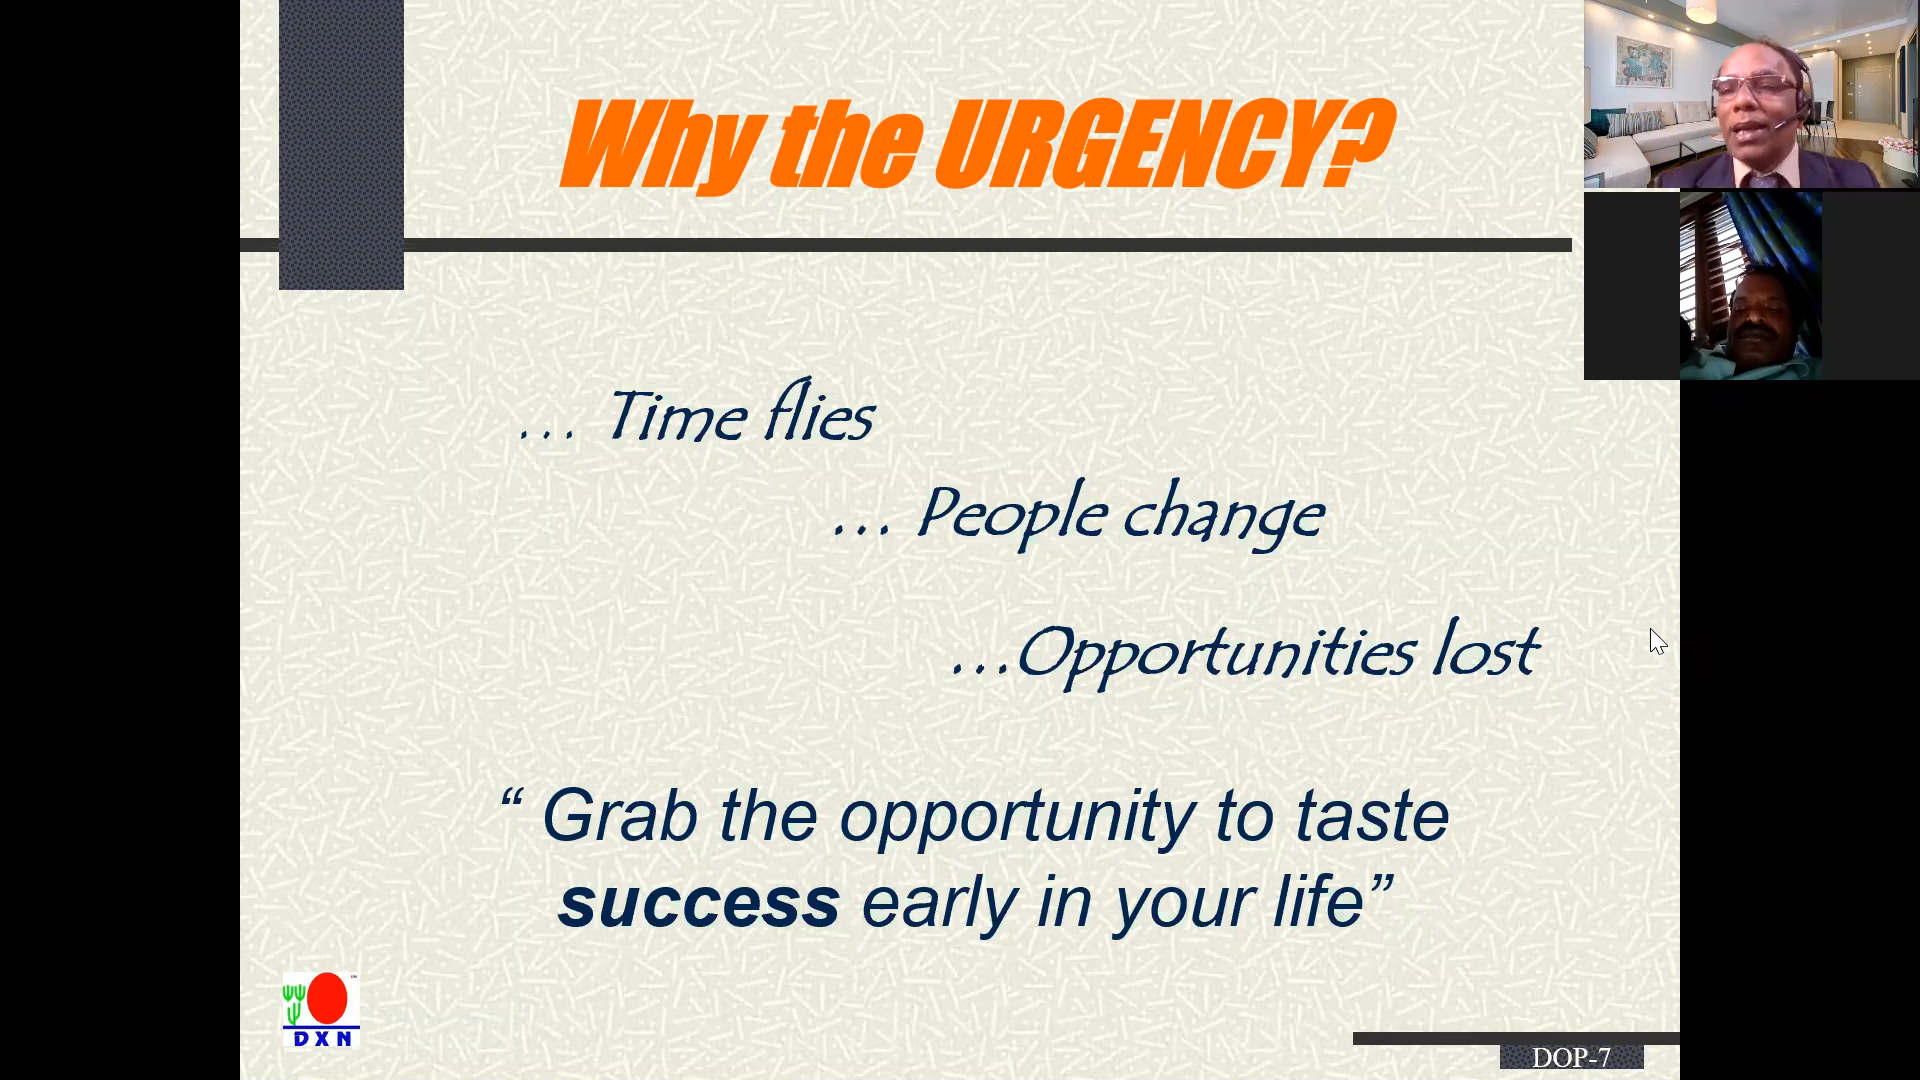 Why the URGENCY?
... Time flies
... People change
...Opportunities lost
“ Grab the opportunity to taste
success early in your life”
DXN
DOP-7